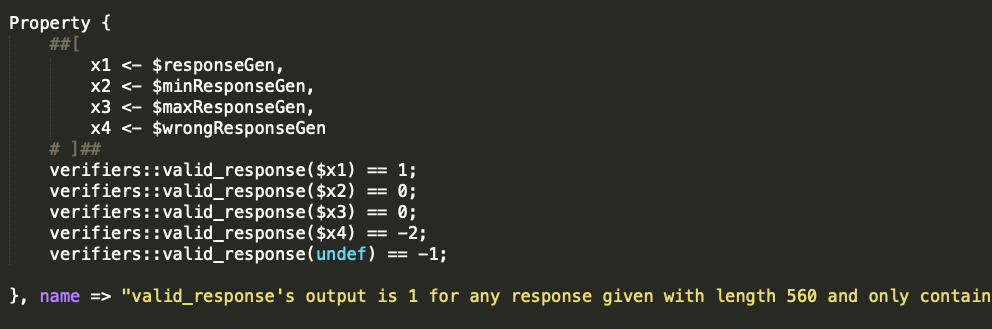 Property {
##[
x1 <- $responseGen,
x2 <- $minResponseGen,
x3 <- $maxResponseGen,
x4 <- $wrongResponseGen
# ]##
verifiers::valid_response($x1) == 1;
verifiers::valid_response($x2) == 0;
verifiers::valid_response($x3) == 0;
verifiers::valid_response($x4) == -2;
verifiers::valid_response(undef) == -1;
}, name => "valid_response's output is 1 for any response given with length 560 and only contain